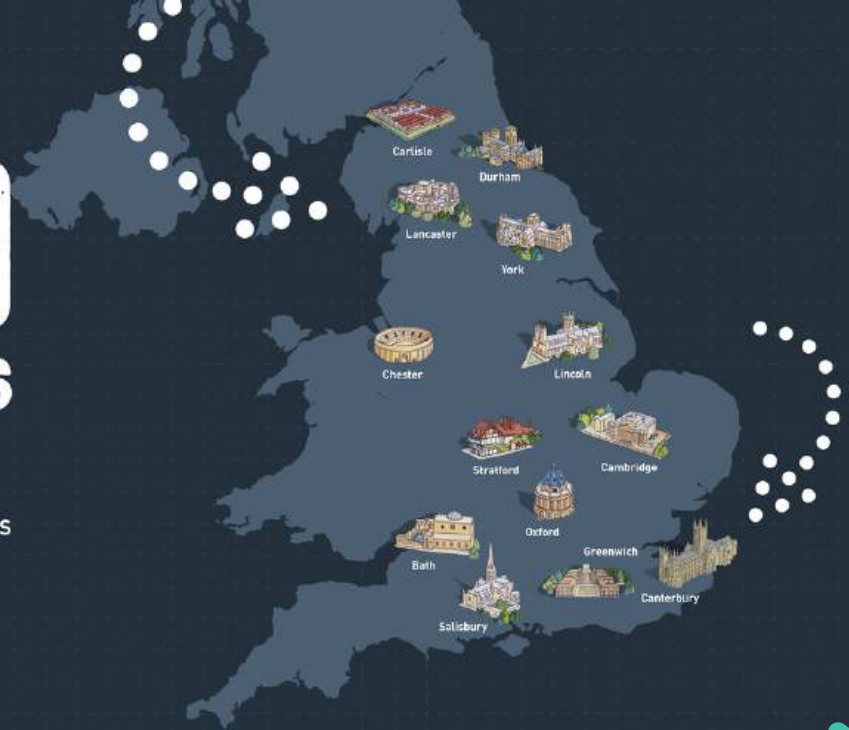 Carlisle
Durham
Lancaster
York
Chester
Lincoln
Stratford
Cambridge
S
s
Oxford
Greenwich
Bath
Canterbury
Salisbury